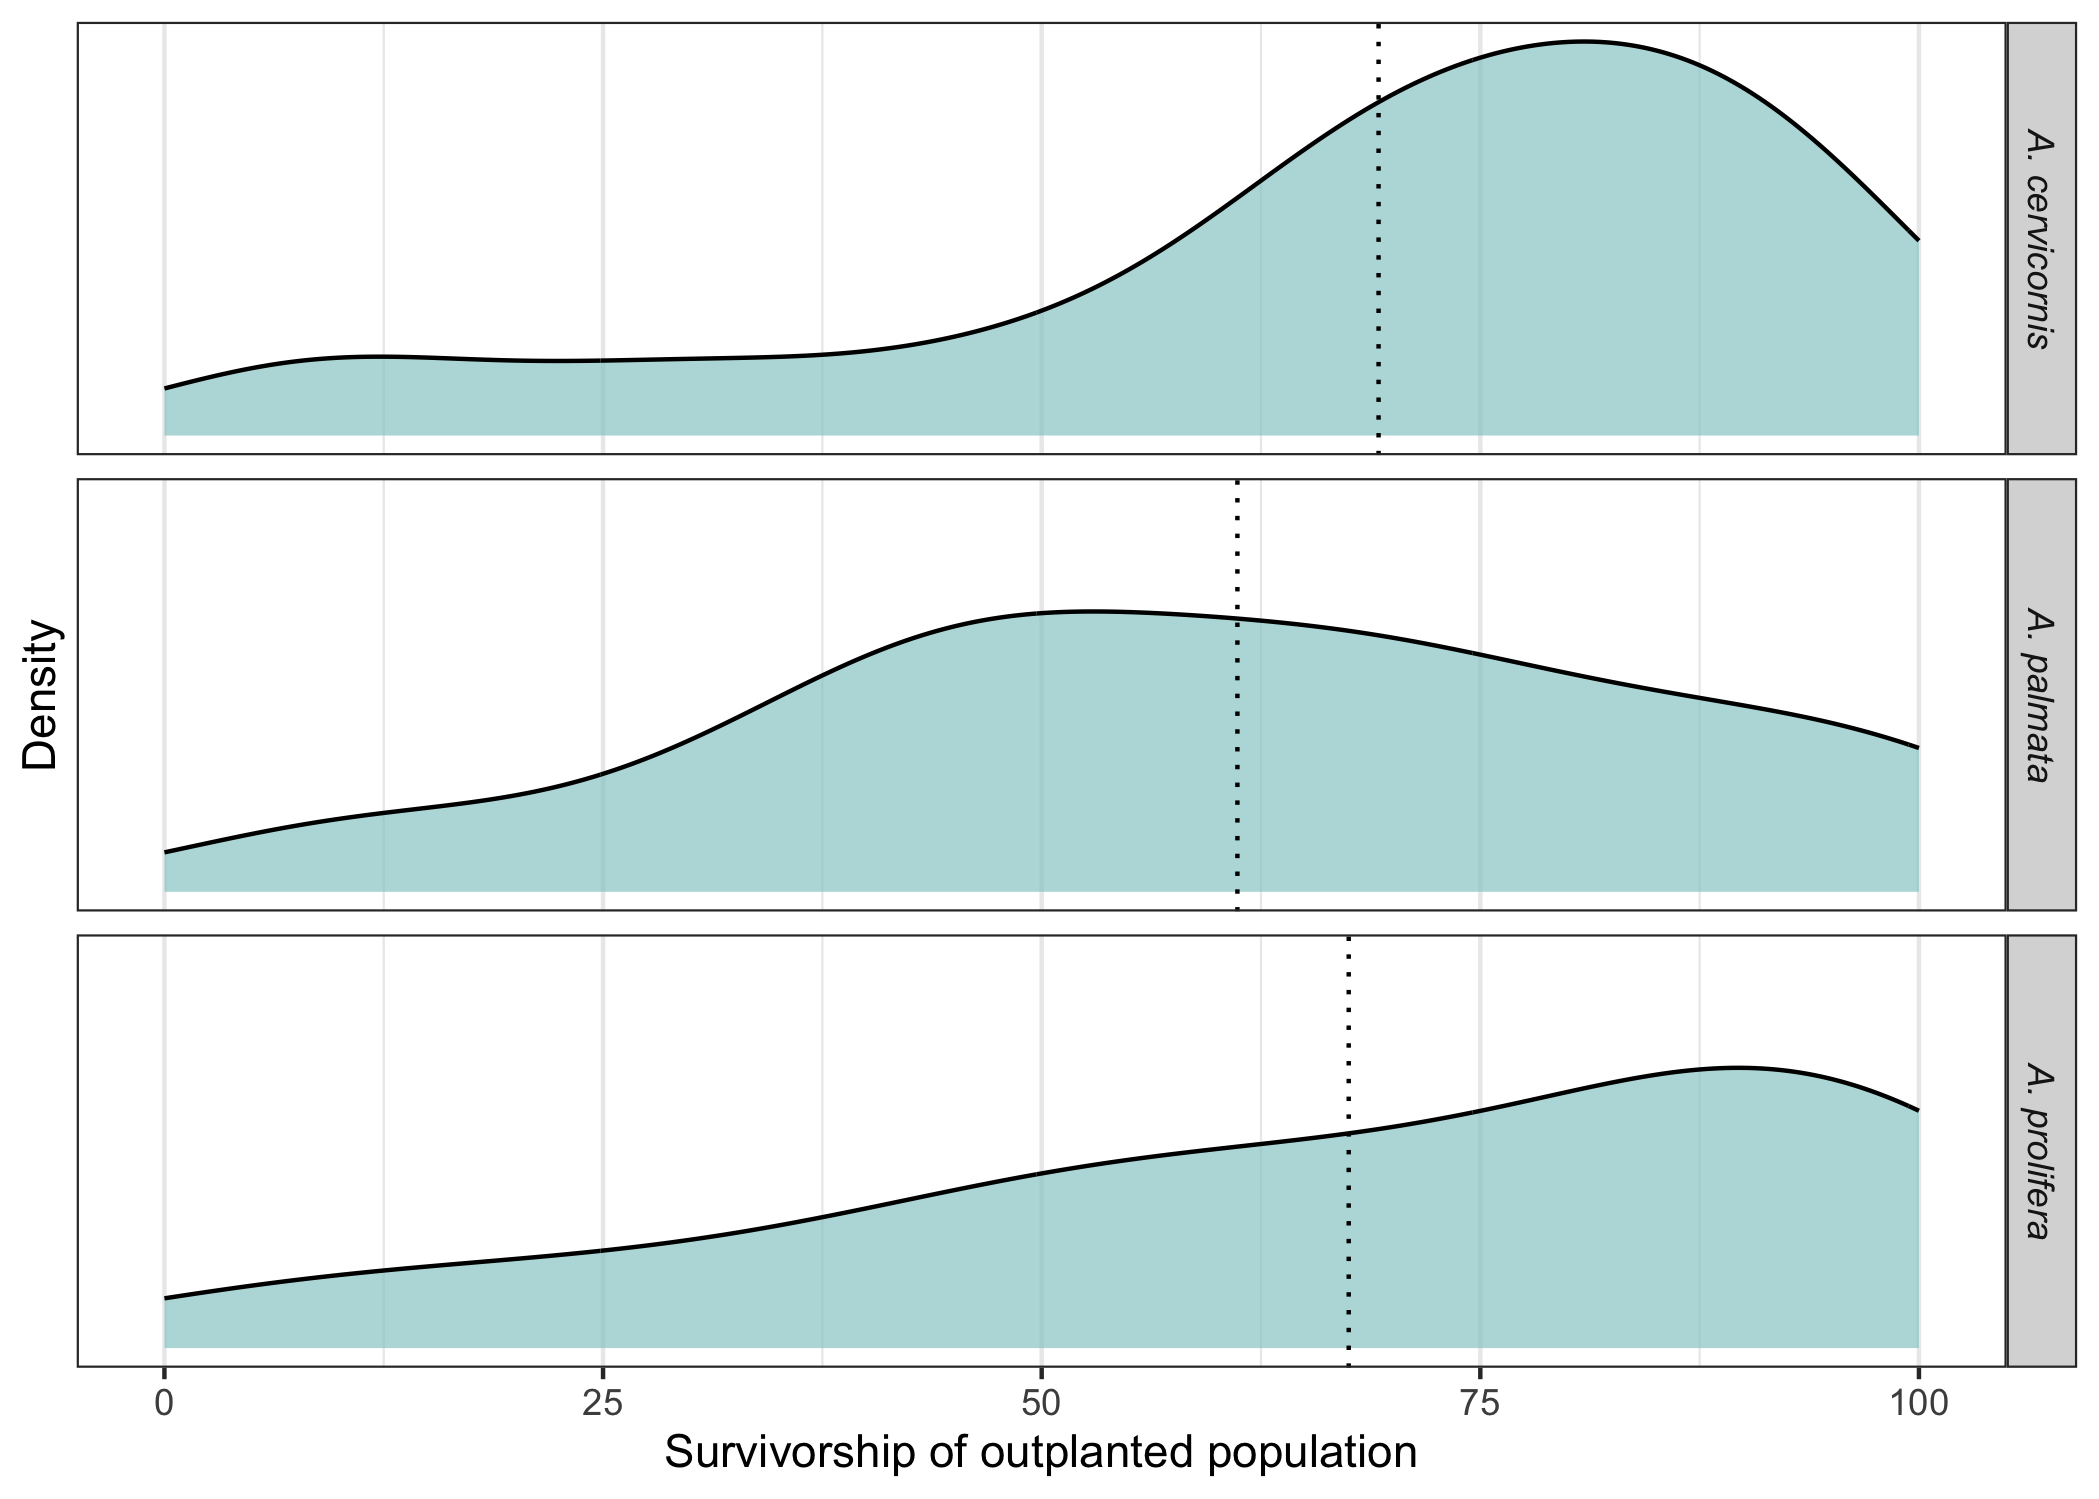 A. cervicornis
A. palmata
A. prolifera
Density
0 25 50 75 100
Survivorship of outplanted population